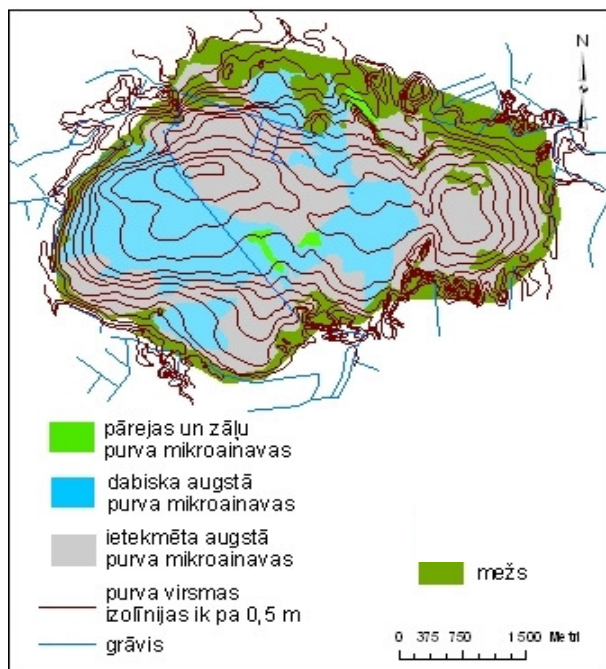 N
pārejas un zāļu
purva mikroainavas
dabiska augstā
purva mikroainavas
ietekmēta augstā
purva mikroainavas
mežs
purva virsmas
izolīnijas ik pa 0,5 m
grāvis
0 375 750 1 500 Metri